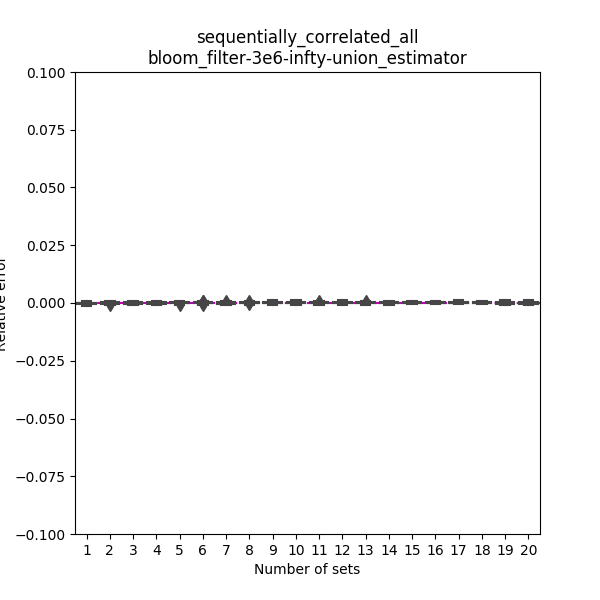 sequentially_correlated_all
bloom_filter-3e6-infty-union_estimator
0.100
0.075
0.050
0.025
0.000
−0.025
−0.050
−0.075
−0.100
Relative error
1 2 3 4 5 6 7 8 9 10 11 12 13 14 15 16 17 18 19 20
Number of sets